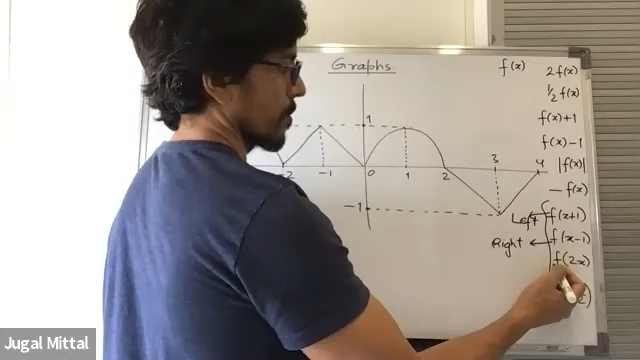 Graphs
f(x)
2f(x)
1/2 f(x)
f(x)+1
f(x)-1
|f(x)|
-f(x)
Left ← f(x+1)
Right ← f(x-1)
f(2x)
1
-2 -1 0 1 2 3 4
-1
Jugal Mittal